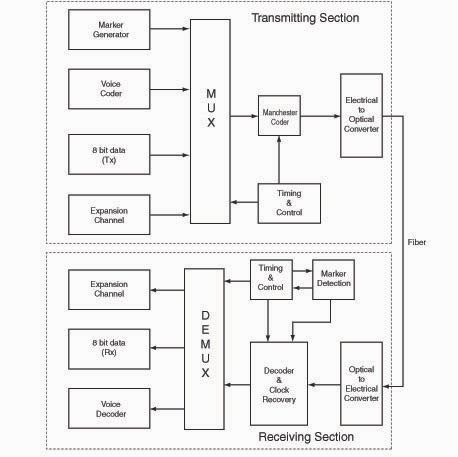 Transmitting Section
Marker
Generator
Voice
Coder
8 bit data
(Tx)
Expansion
Channel
M
U
X
Manchester
Coder
Timing
&
Control
Electrical
to
Optical
Converter
Fiber
Expansion
Channel
8 bit data
(Rx)
Voice
Decoder
D
E
M
U
X
Timing
&
Control
Marker
Detection
Decoder
&
Clock
Recovery
Optical
to
Electrical
Converter
Receiving Section